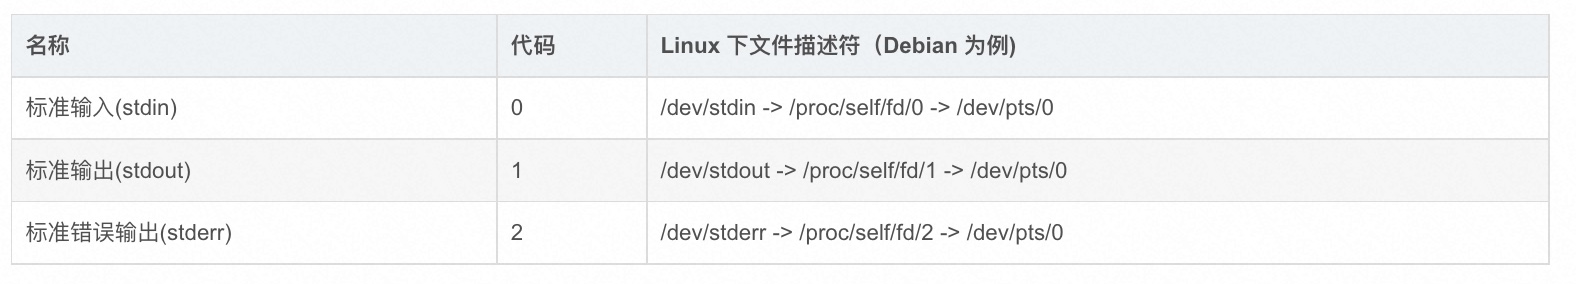 名称 代码 Linux 下文件描述符（Debian 为例)
标准输入(stdin) 0 /dev/stdin -> /proc/self/fd/0 -> /dev/pts/0
标准输出(stdout) 1 /dev/stdout -> /proc/self/fd/1 -> /dev/pts/0
标准错误输出(stderr) 2 /dev/stderr -> /proc/self/fd/2 -> /dev/pts/0